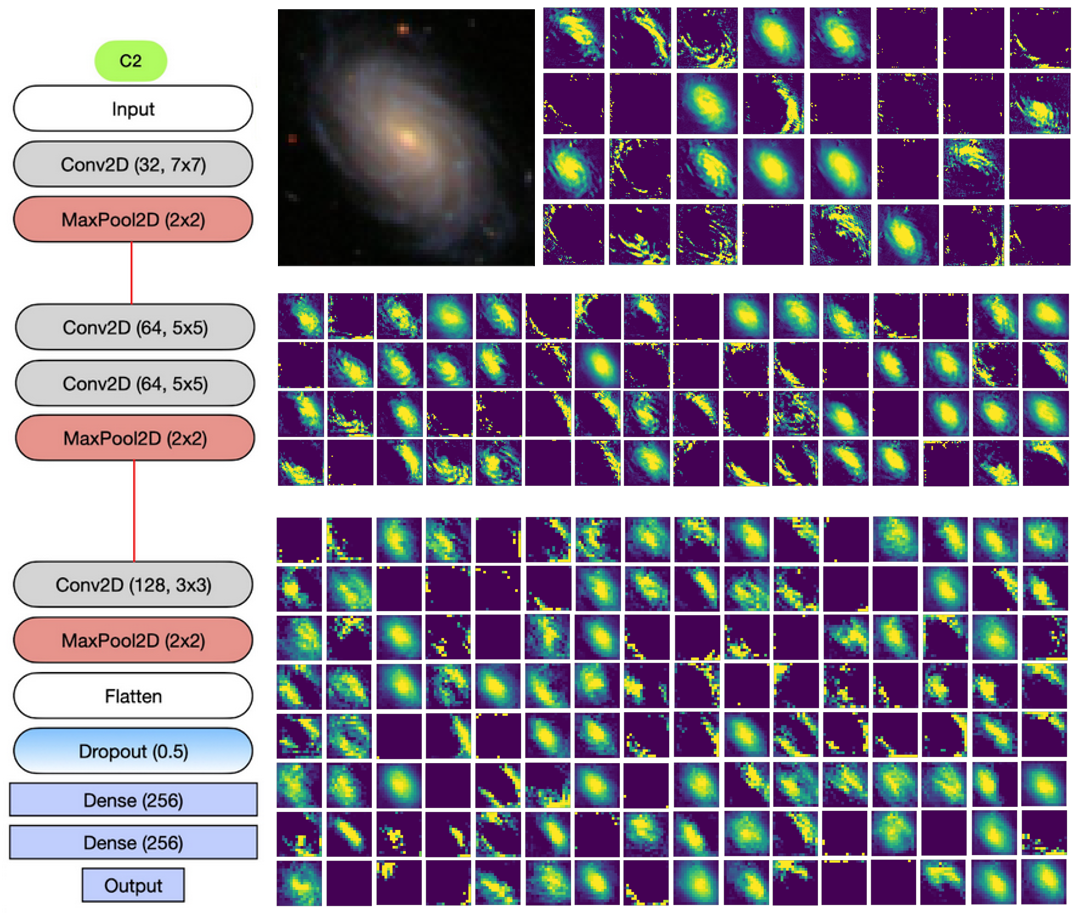 C2
Input
Conv2D (32, 7x7)
MaxPool2D (2x2)
Conv2D (64, 5x5)
Conv2D (64, 5x5)
MaxPool2D (2x2)
Conv2D (128, 3x3)
MaxPool2D (2x2)
Flatten
Dropout (0.5)
Dense (256)
Dense (256)
Output